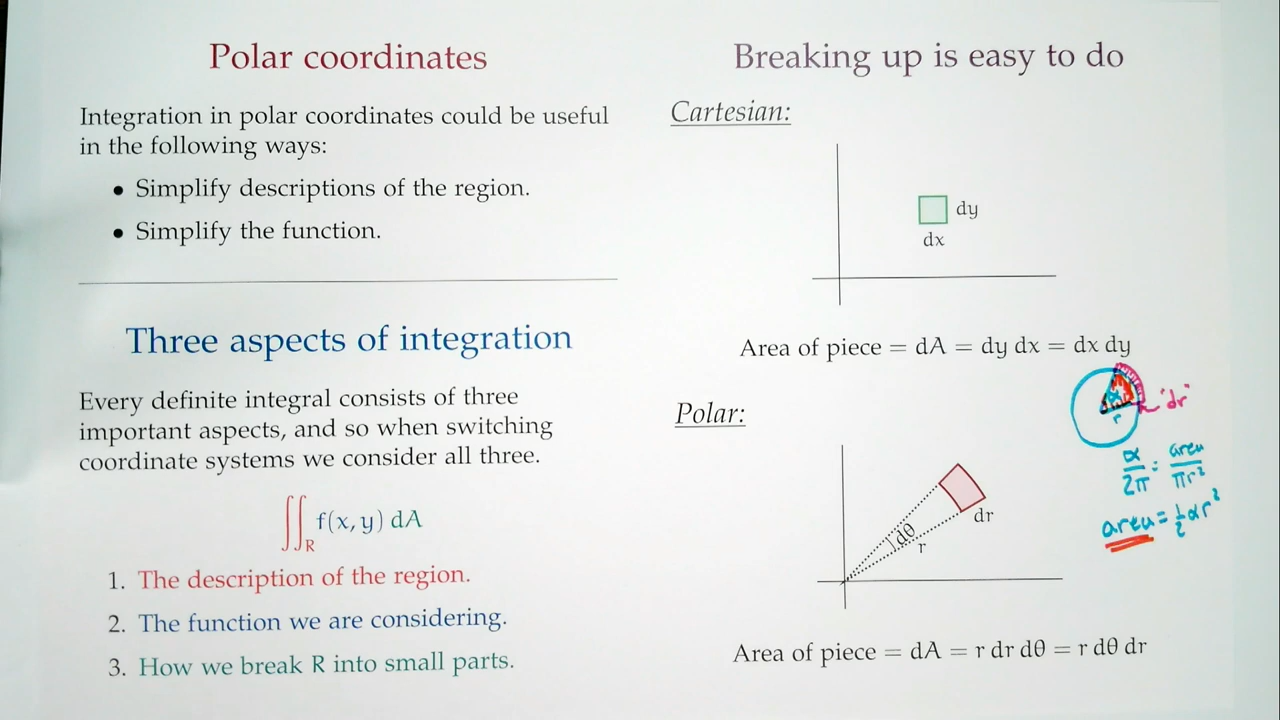 Polar coordinates
Integration in polar coordinates could be useful
in the following ways:
• Simplify descriptions of the region.
• Simplify the function.
Three aspects of integration
Every definite integral consists of three
important aspects, and so when switching
coordinate systems we consider all three.
∬_R f(x, y) dA
1. The description of the region.
2. The function we are considering.
3. How we break R into small parts.
Breaking up is easy to do
Cartesian:
dy
dx
Area of piece = dA = dy dx = dx dy
Polar:
dr
dθ
r
Area of piece = dA = r dr dθ = r dθ dr
α
r
"dr"
α/2π = area/πr²
area = ½αr²